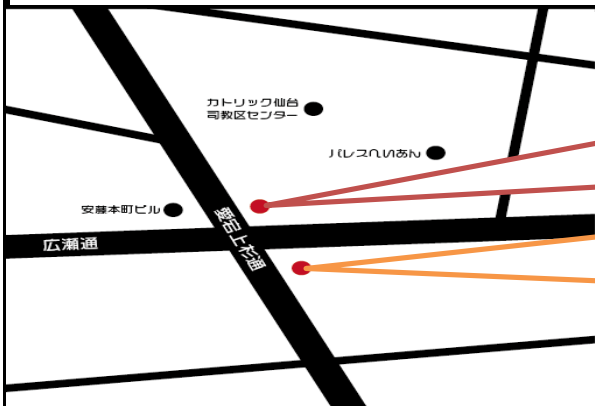 カトリック仙台
司教区センター
パレスへいあん
安藤本町ビル
愛宕上杉通
広瀬通